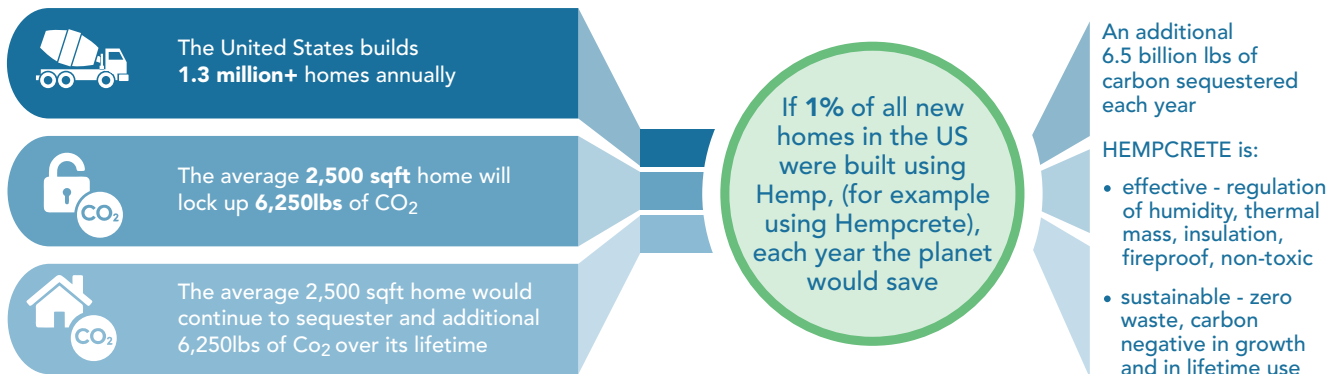 The United States builds
1.3 million+ homes annually
CO2
The average 2,500 sqft home will
lock up 6,250lbs of CO2
CO2
The average 2,500 sqft home would
continue to sequester and additional
6,250lbs of Co2 over its lifetime
If 1% of all new
homes in the US
were built using
Hemp, (for example
using Hempcrete),
each year the planet
would save
An additional
6.5 billion lbs of
carbon sequestered
each year
HEMPCRETE is:
• effective - regulation
of humidity, thermal
mass, insulation,
fireproof, non-toxic
• sustainable - zero
waste, carbon
negative in growth
and in lifetime use